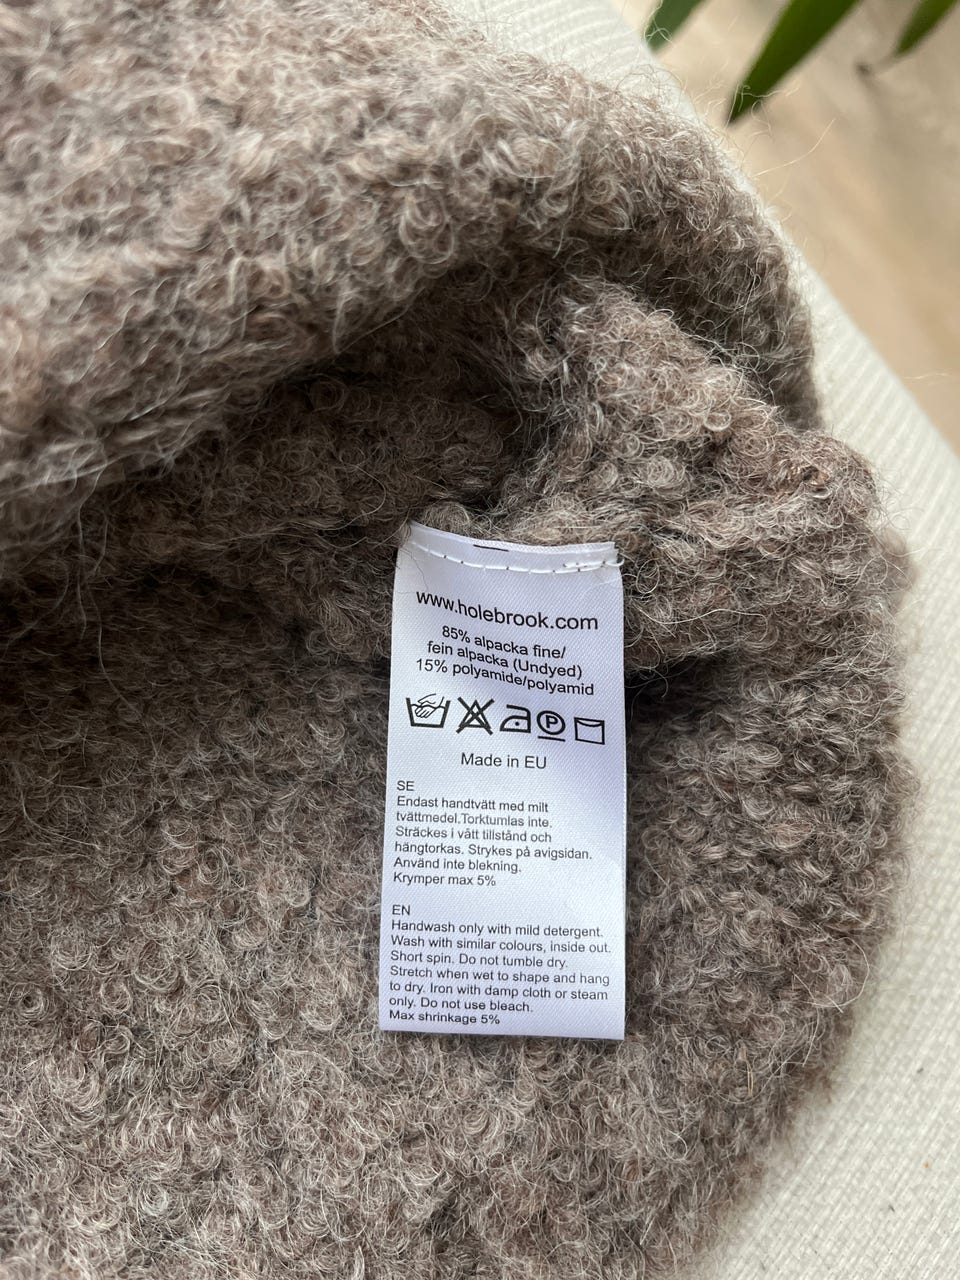 www.holebrook.com
85% alpacka fine/
fein alpacka (Undyed)
15% polyamide/polyamid
P
Made in EU
SE
Endast handtvätt med milt
tvättmedel.Torktumlas inte.
Sträckes i vått tillstånd och
hängtorkas. Strykes på avigsidan.
Använd inte blekning.
Krymper max 5%
EN
Handwash only with mild detergent.
Wash with similar colours, inside out.
Short spin. Do not tumble dry.
Stretch when wet to shape and hang
to dry. Iron with damp cloth or steam
only. Do not use bleach.
Max shrinkage 5%